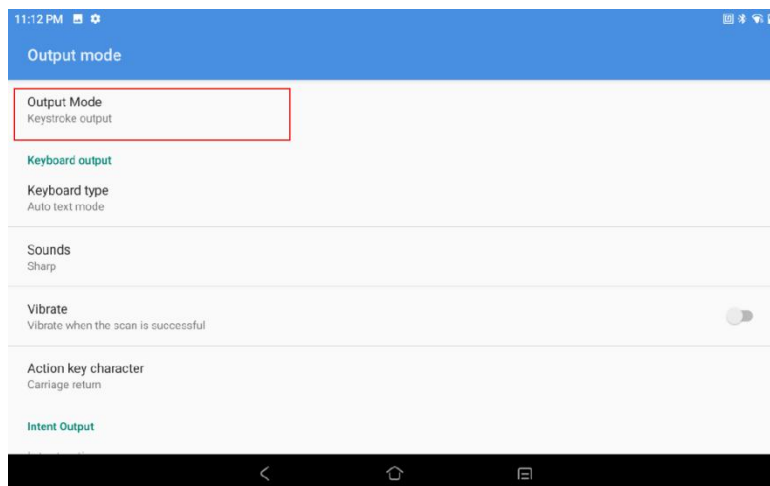 11:12 PM
Output mode
Output Mode
Keystroke output
Keyboard output
Keyboard type
Auto text mode
Sounds
Sharp
Vibrate
Vibrate when the scan is successful
Action key character
Carriage return
Intent Output